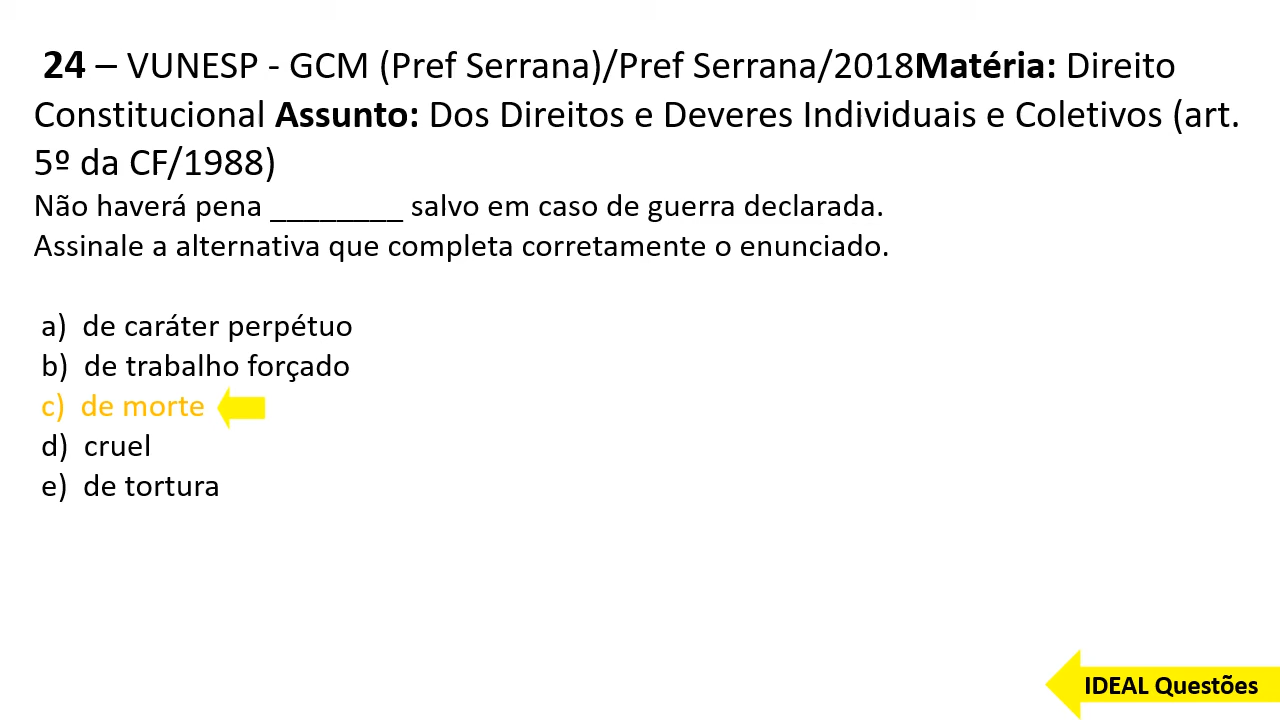 24 – VUNESP - GCM (Pref Serrana)/Pref Serrana/2018Matéria: Direito
Constitucional Assunto: Dos Direitos e Deveres Individuais e Coletivos (art.
5º da CF/1988)
Não haverá pena ________ salvo em caso de guerra declarada.
Assinale a alternativa que completa corretamente o enunciado.
a) de caráter perpétuo
b) de trabalho forçado
c) de morte
d) cruel
e) de tortura
IDEAL Questões